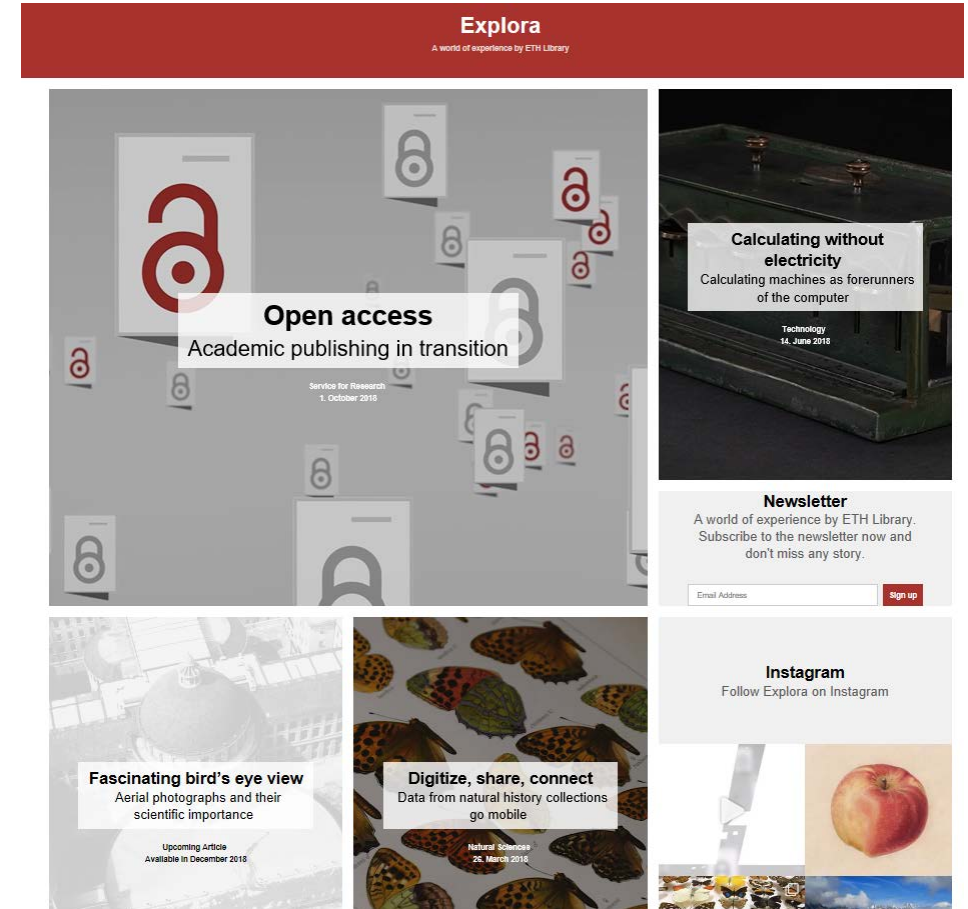 Explora
A world of experience by ETH Library
Open access
Academic publishing in transition
Service for Research
1. October 2018
Calculating without
electricity
Calculating machines as forerunners
of the computer
Technology
14. June 2018
Newsletter
A world of experience by ETH Library.
Subscribe to the newsletter now and
don't miss any story.
Email Address
Sign up
Fascinating bird's eye view
Aerial photographs and their
scientific importance
Upcoming Article
Available in December 2018
Digitize, share, connect
Data from natural history collections
go mobile
Natural Sciences
26. March 2018
Instagram
Follow Explora on Instagram